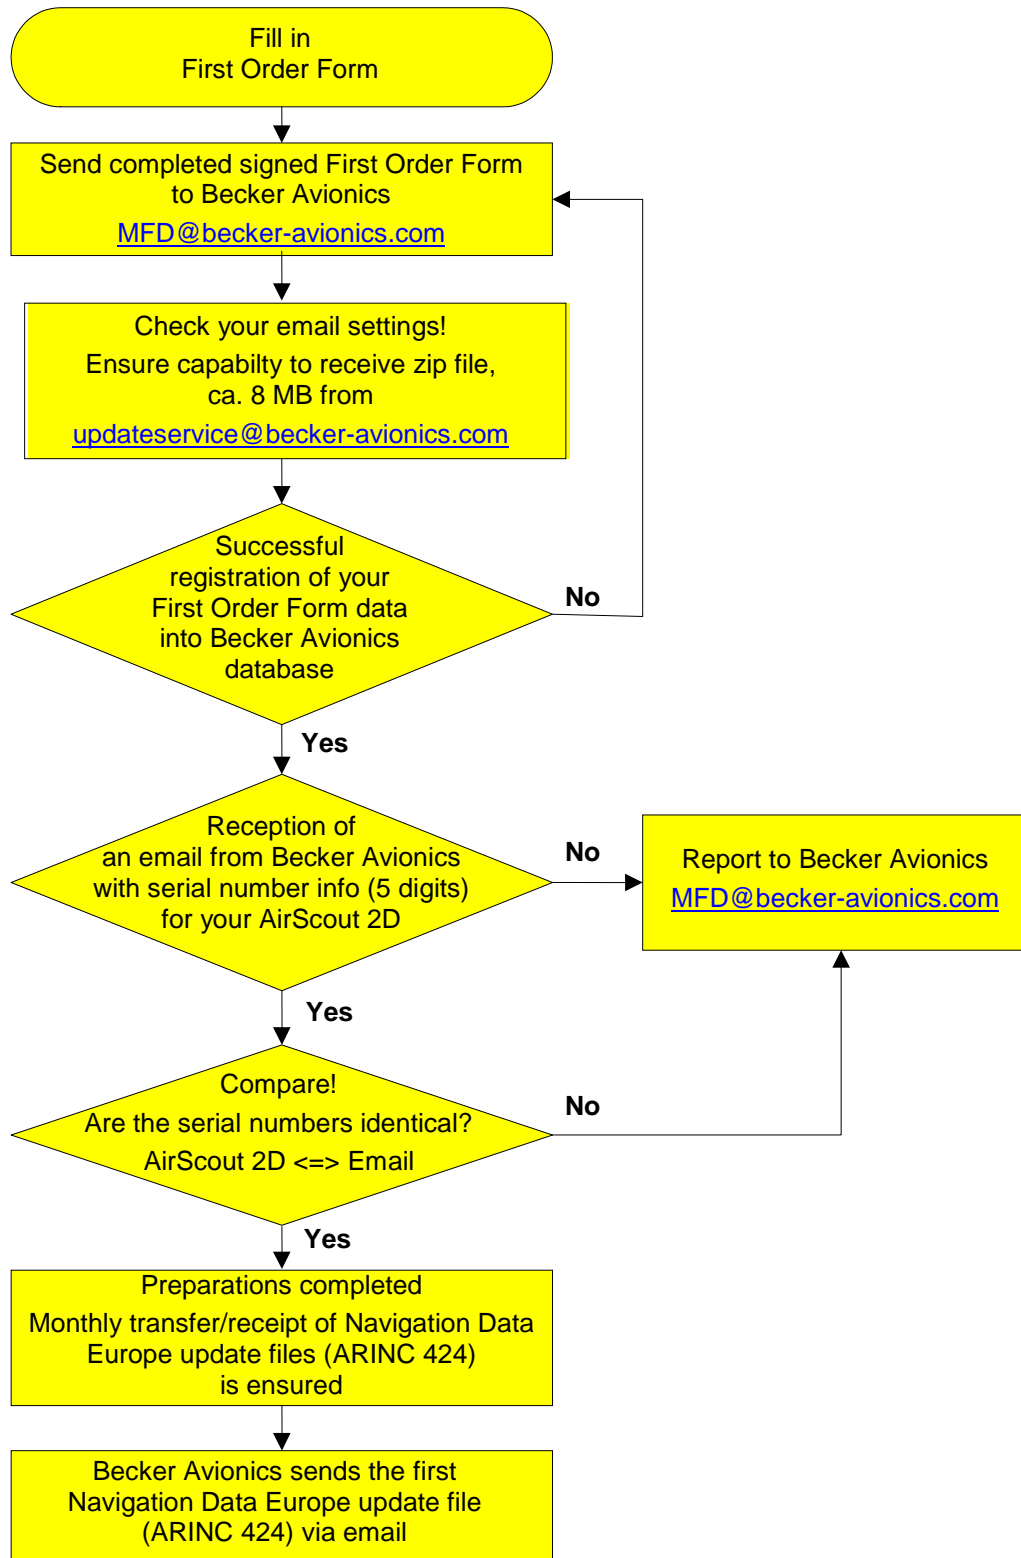 Fill in
First Order Form
Send completed signed First Order Form
to Becker Avionics
MFD@becker-avionics.com
Check your email settings!
Ensure capabilty to receive zip file,
ca. 8 MB from
updateservice@becker-avionics.com
Successful
registration of your
First Order Form data
into Becker Avionics
database
No
Yes
Reception of
an email from Becker Avionics
with serial number info (5 digits)
for your AirScout 2D
No
Report to Becker Avionics
MFD@becker-avionics.com
Yes
Compare!
Are the serial numbers identical?
AirScout 2D <=> Email
No
Yes
Preparations completed
Monthly transfer/receipt of Navigation Data
Europe update files (ARINC 424)
is ensured
Becker Avionics sends the first
Navigation Data Europe update file
(ARINC 424) via email